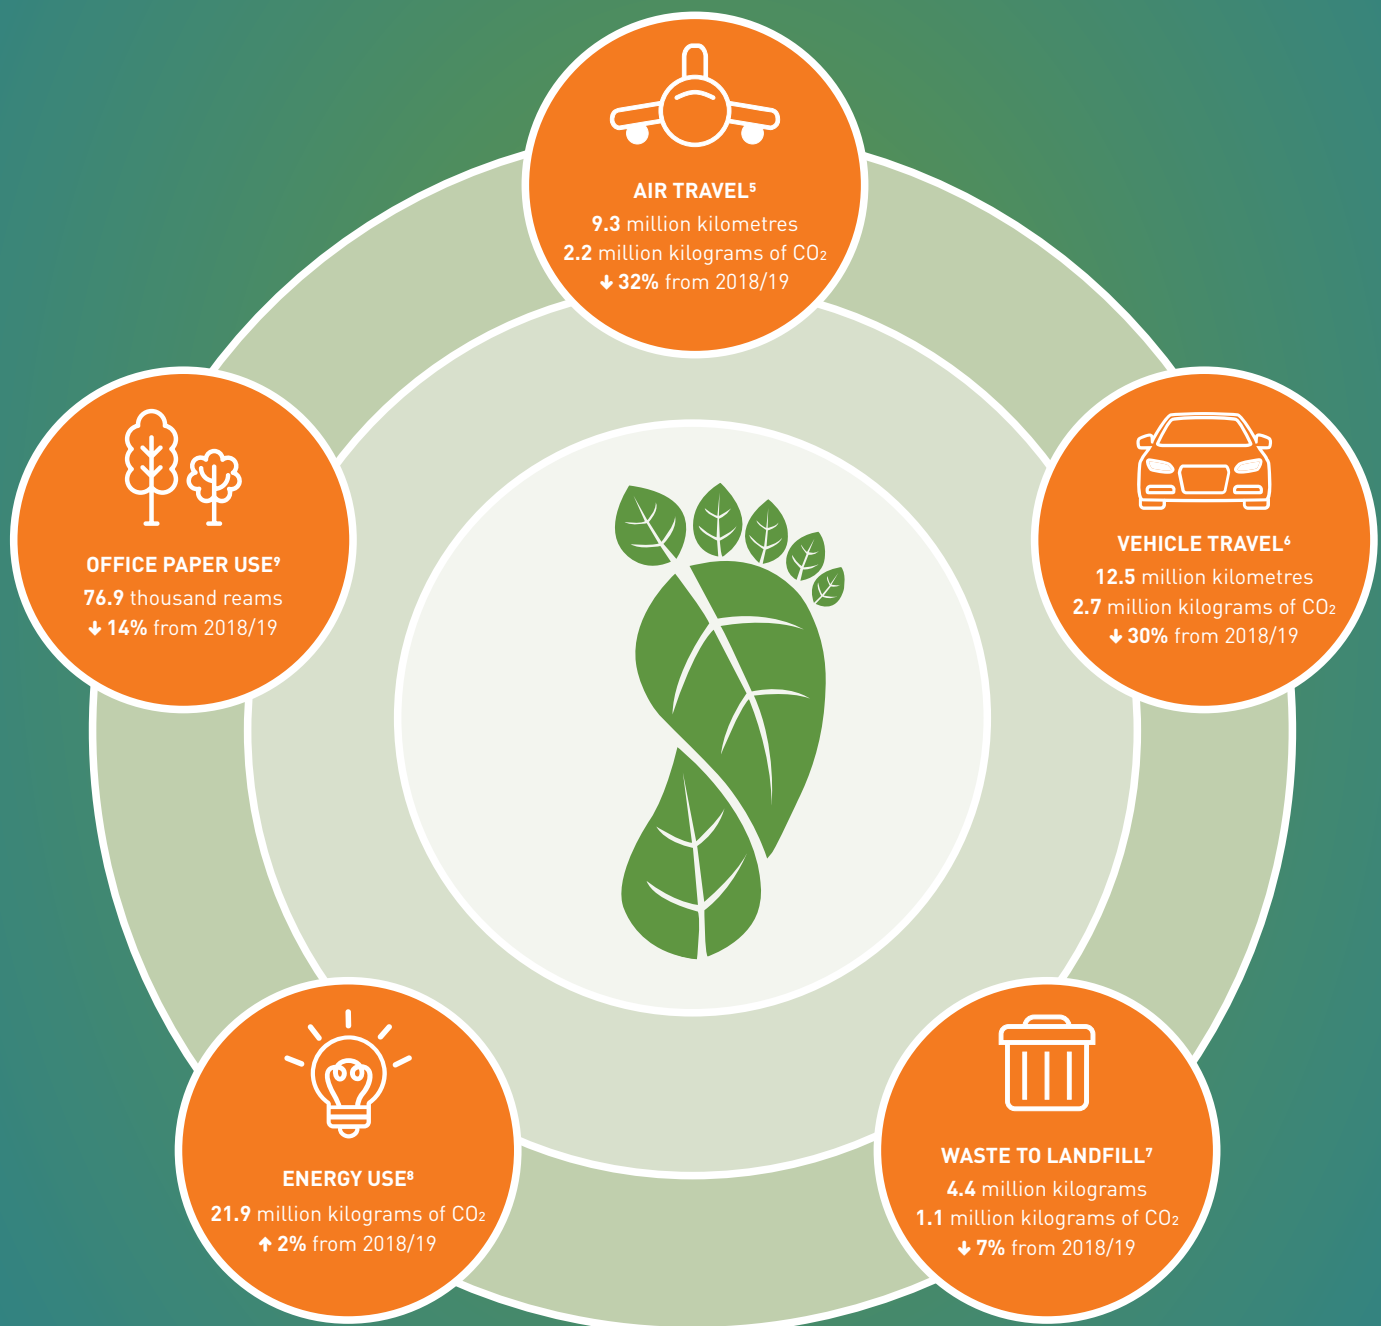 AIR TRAVEL⁵
9.3 million kilometres
2.2 million kilograms of CO₂
↓ 32% from 2018/19
VEHICLE TRAVEL⁶
12.5 million kilometres
2.7 million kilograms of CO₂
↓ 30% from 2018/19
WASTE TO LANDFILL⁷
4.4 million kilograms
1.1 million kilograms of CO₂
↓ 7% from 2018/19
ENERGY USE⁸
21.9 million kilograms of CO₂
↑ 2% from 2018/19
OFFICE PAPER USE⁹
76.9 thousand reams
↓ 14% from 2018/19